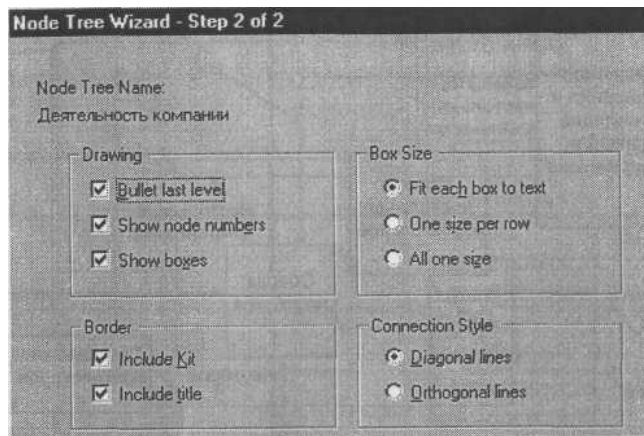 Node Tree Wizard - Step 2 of 2
Node Tree Name:
Деятельность компании
Drawing
Bullet last level
Show node numbers
Show boxes
Box Size
Fit each box to text
One size per row
All one size
Border
Include Kit
Include title
Connection Style
Diagonal lines
Orthogonal lines